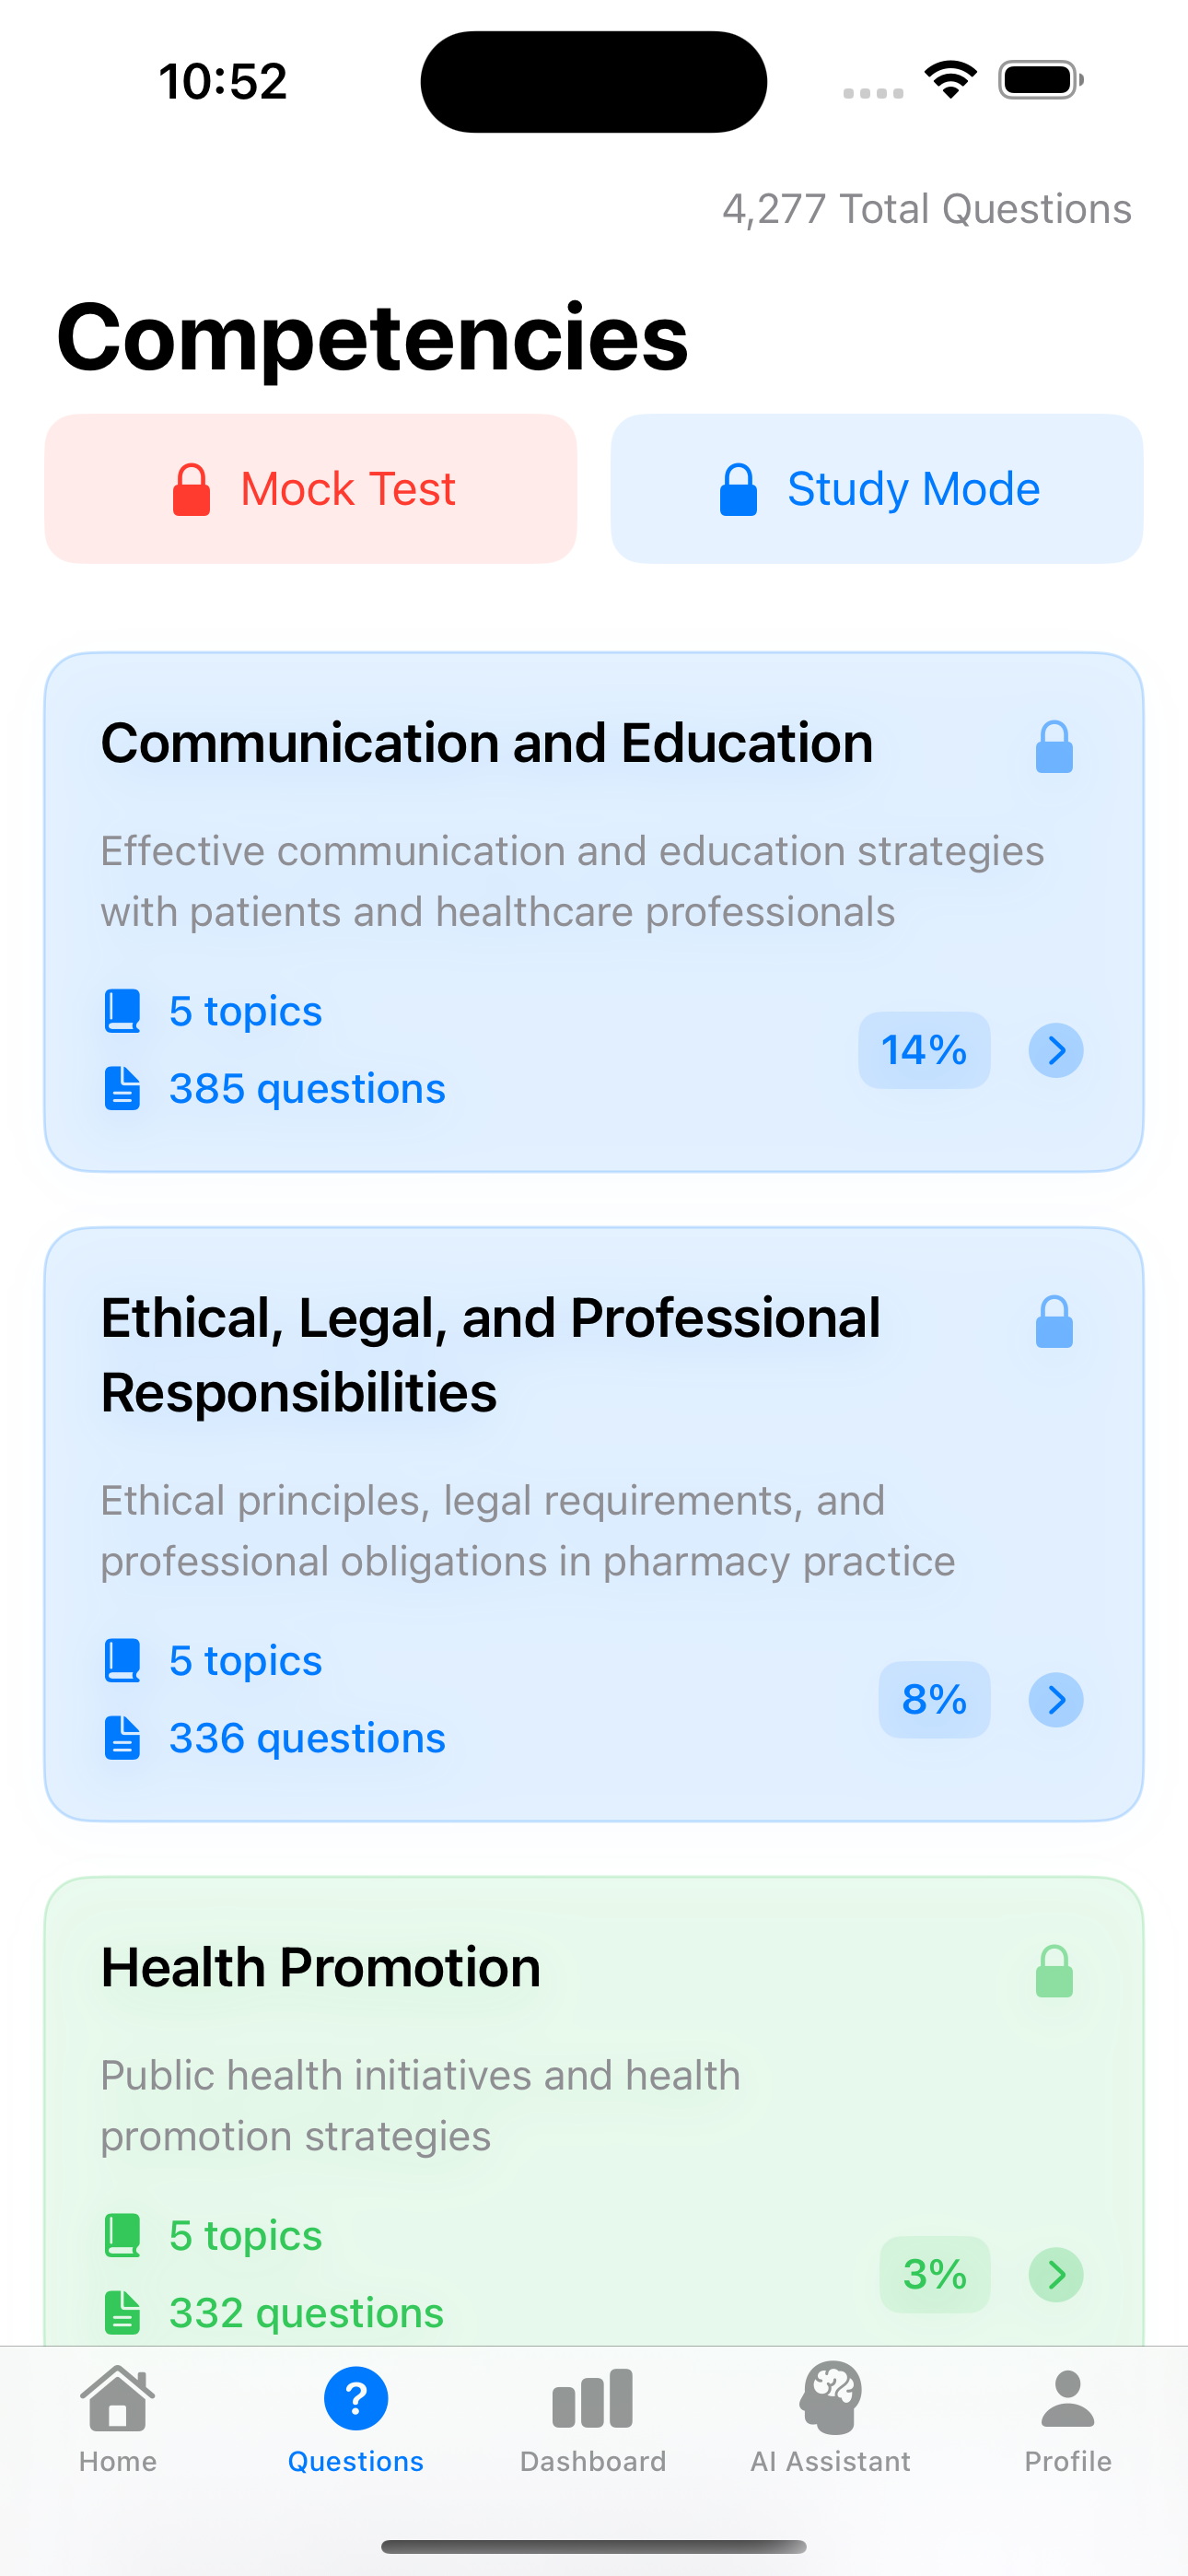 10:52
4,277 Total Questions
Competencies
Mock Test
Study Mode
Communication and Education
Effective communication and education strategies
with patients and healthcare professionals
5 topics
385 questions
14%
Ethical, Legal, and Professional
Responsibilities
Ethical principles, legal requirements, and
professional obligations in pharmacy practice
5 topics
336 questions
8%
Health Promotion
Public health initiatives and health
promotion strategies
5 topics
332 questions
3%
Home
Questions
Dashboard
AI Assistant
Profile